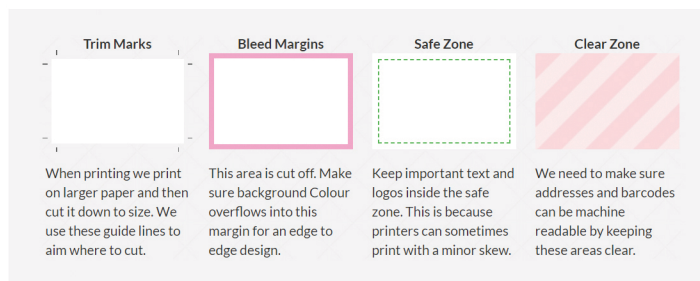 Trim Marks
When printing we print
on larger paper and then
cut it down to size. We
use these guide lines to
aim where to cut.
Bleed Margins
This area is cut off. Make
sure background Colour
overflows into this
margin for an edge to
edge design.
Safe Zone
Keep important text and
logos inside the safe
zone. This is because
printers can sometimes
print with a minor skew.
Clear Zone
We need to make sure
addresses and barcodes
can be machine
readable by keeping
these areas clear.